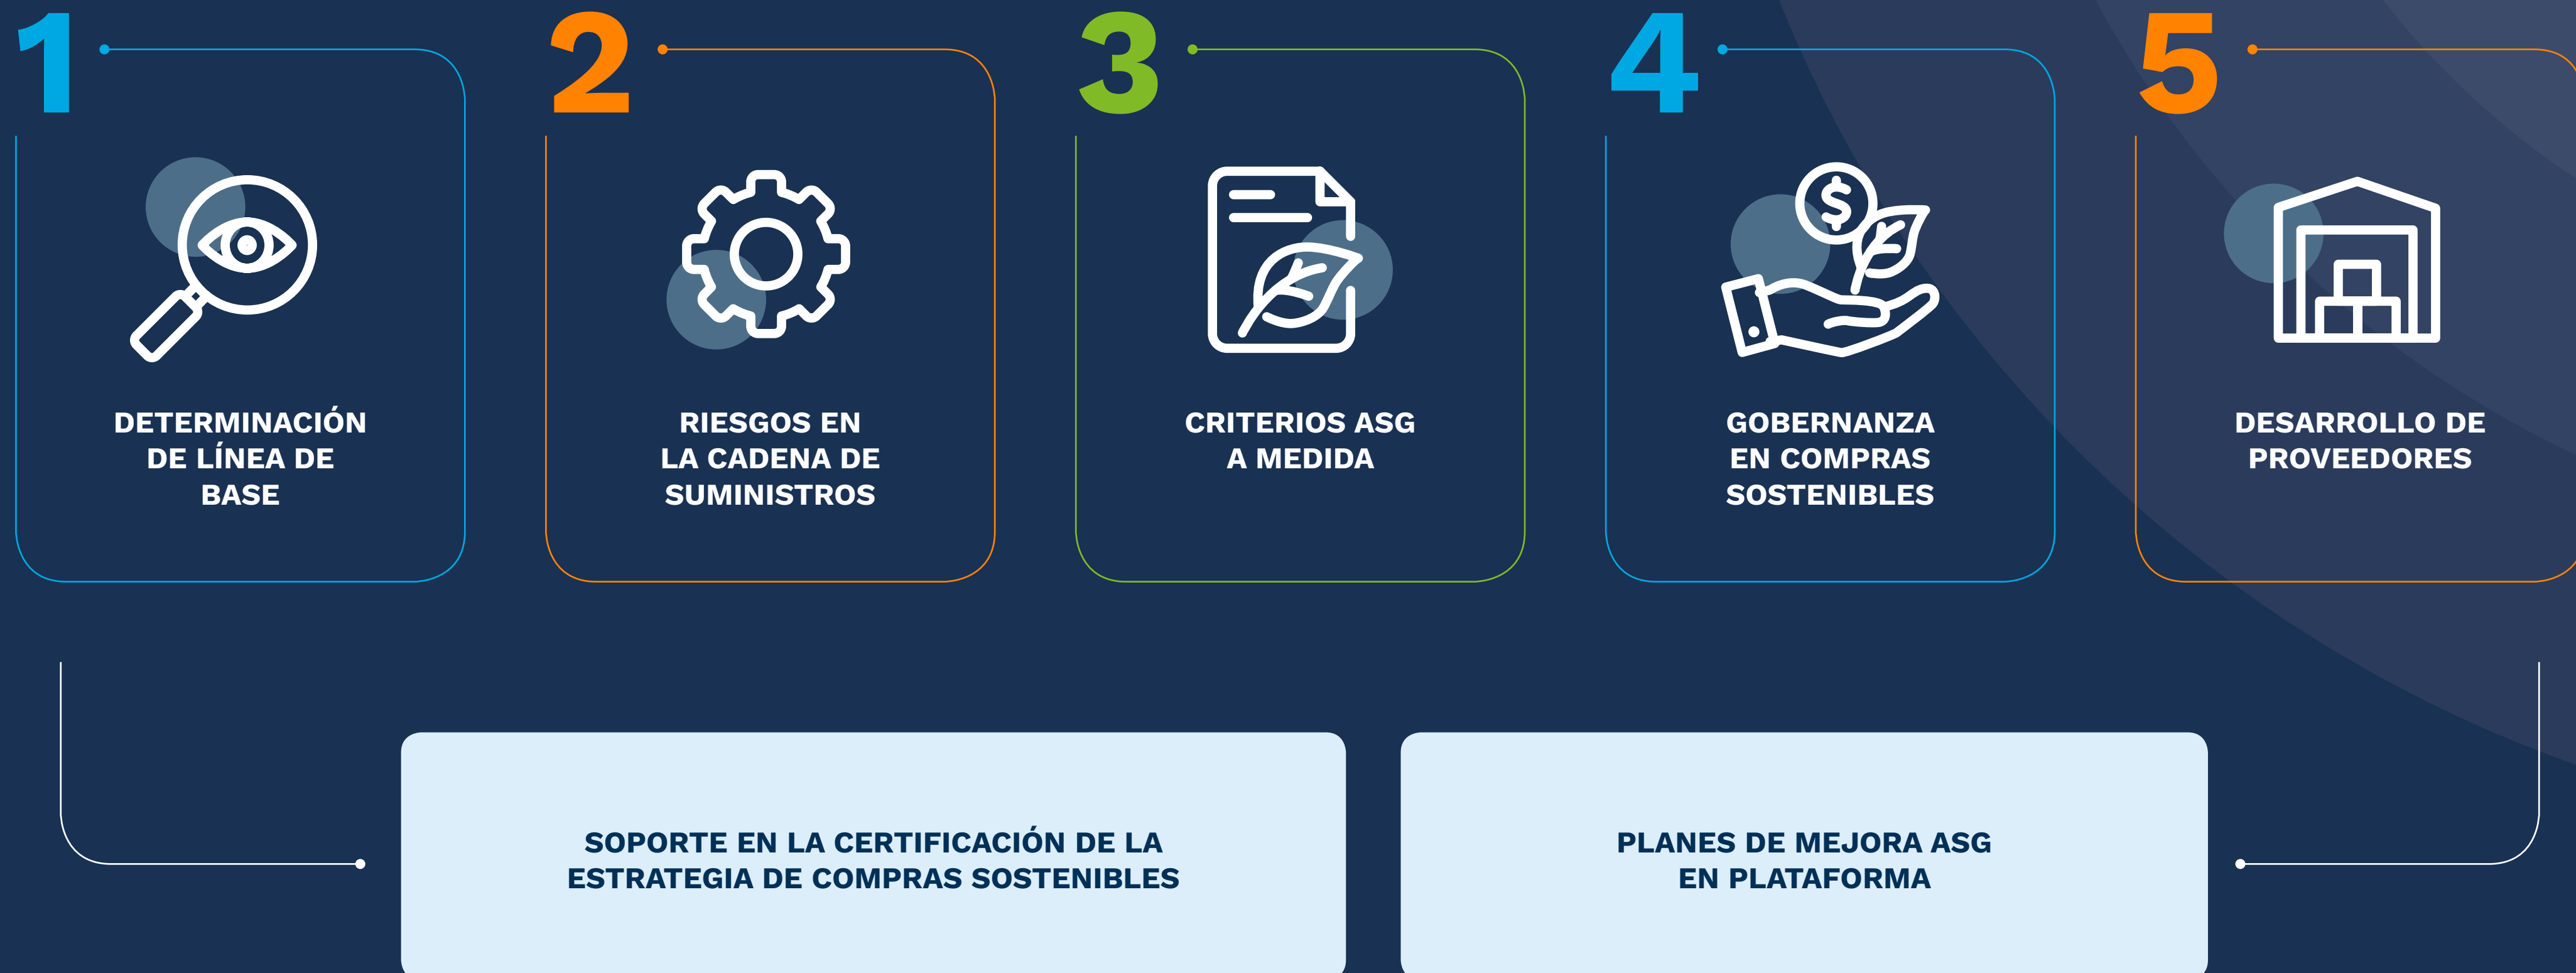 1
DETERMINACIÓN
DE LÍNEA DE
BASE
2
RIESGOS EN
LA CADENA DE
SUMINISTROS
3
CRITERIOS ASG
A MEDIDA
4
$
GOBERNANZA
EN COMPRAS
SOSTENIBLES
5
DESARROLLO DE
PROVEEDORES
SOPORTE EN LA CERTIFICACIÓN DE LA
ESTRATEGIA DE COMPRAS SOSTENIBLES
PLANES DE MEJORA ASG
EN PLATAFORMA